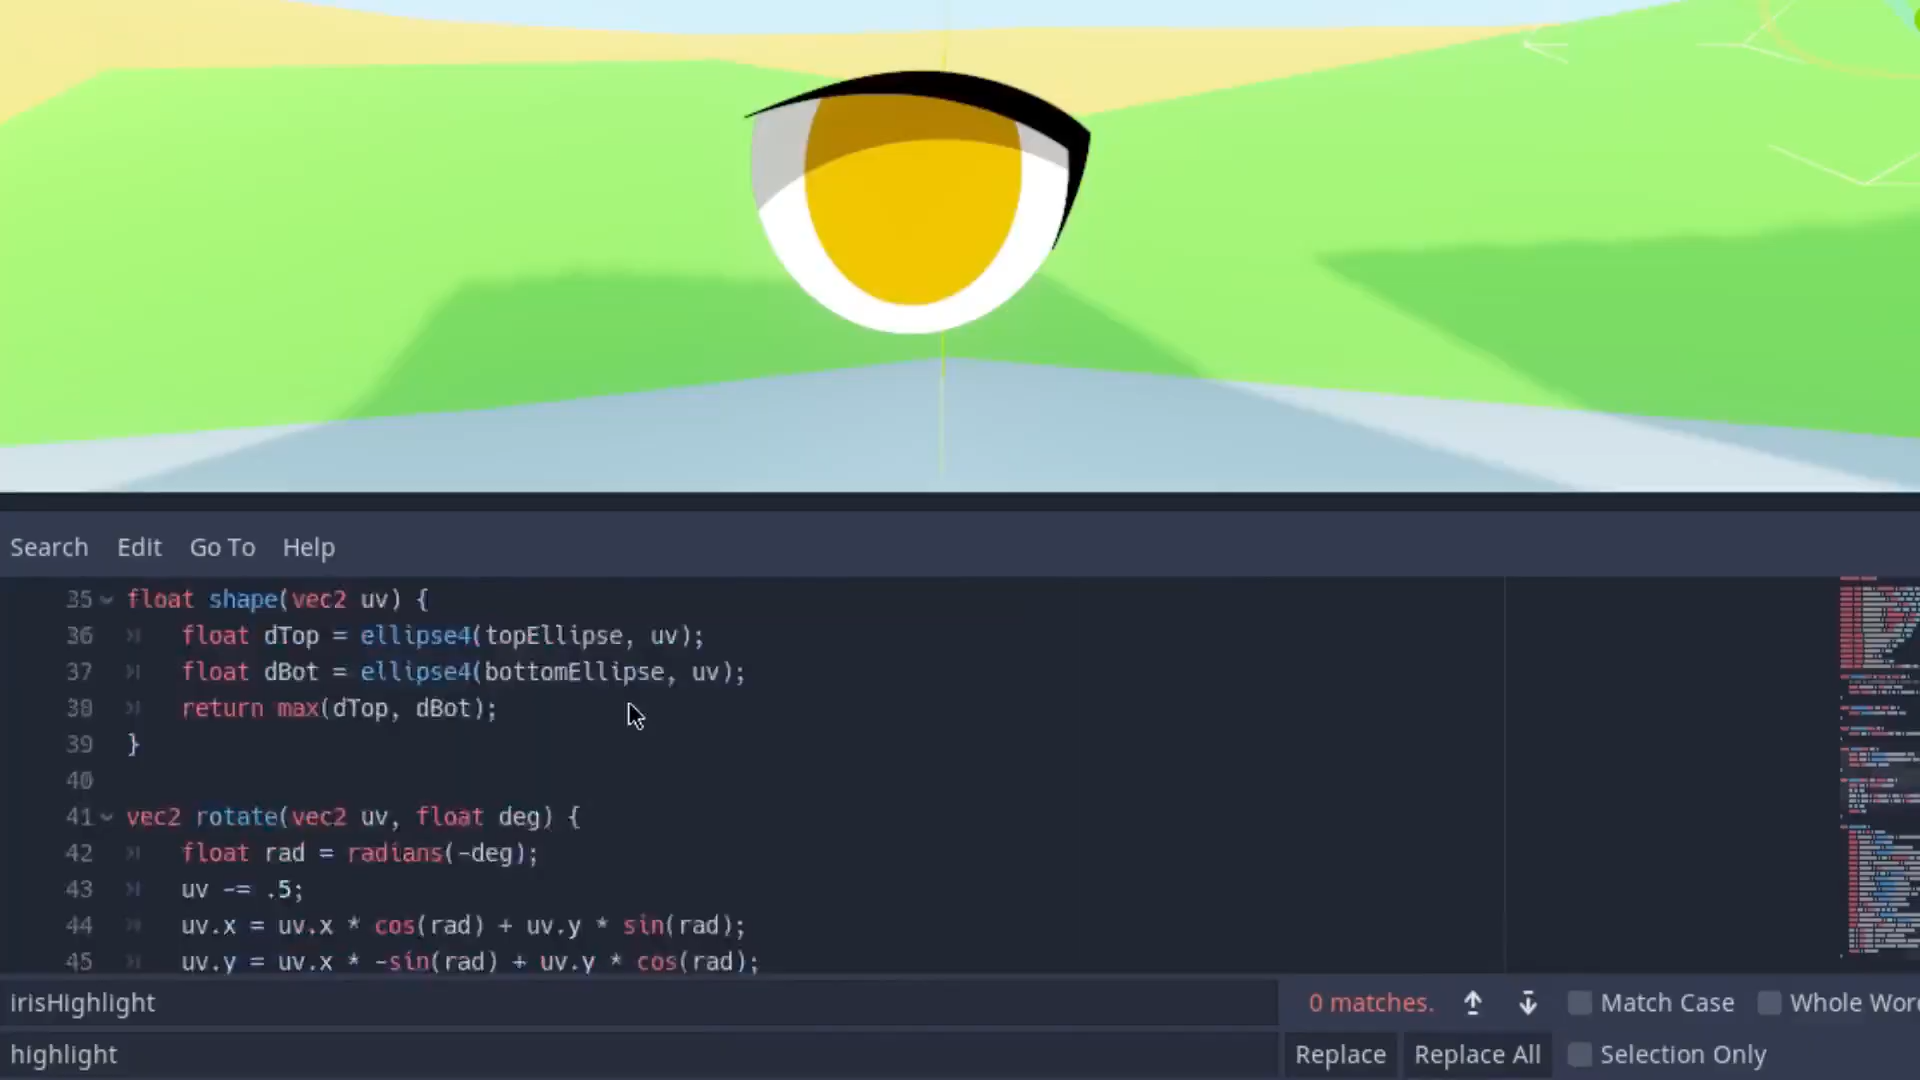 Search Edit Go To Help
35 float shape(vec2 uv) {
36 float dTop = ellipse4(topEllipse, uv);
37 float dBot = ellipse4(bottomEllipse, uv);
38 return max(dTop, dBot);
39 }
40
41 vec2 rotate(vec2 uv, float deg) {
42 float rad = radians(-deg);
43 uv -= .5;
44 uv.x = uv.x * cos(rad) + uv.y * sin(rad);
45 uv.y = uv.x * -sin(rad) + uv.y * cos(rad);
irisHighlight 0 matches. Match Case Whole Word
highlight Replace Replace All Selection Only